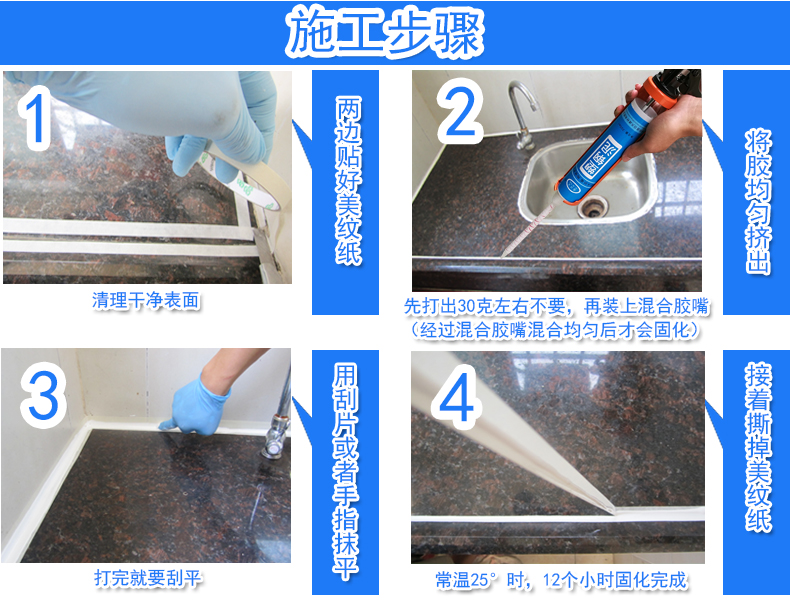 施工步骤
1
两边贴好美纹纸
清理干净表面
2
钢泥
将胶均匀挤出
先打出30克左右不要，再装上混合胶嘴
（经过混合胶嘴混合均匀后才会固化）
3
用刮片或者手指抹平
打完就要刮平
4
接着撕掉美纹纸
常温25°时，12个小时固化完成